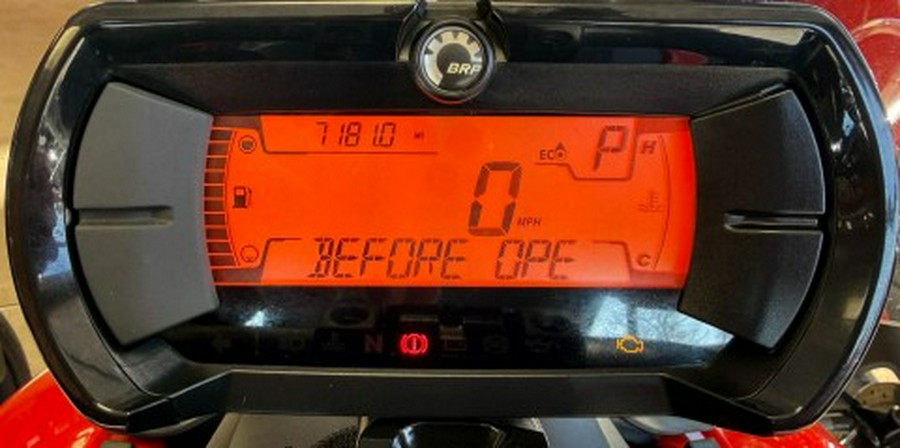 BRP
7181.0 MI
ECO P H
0 MPH
C
BEFORE OPE
N